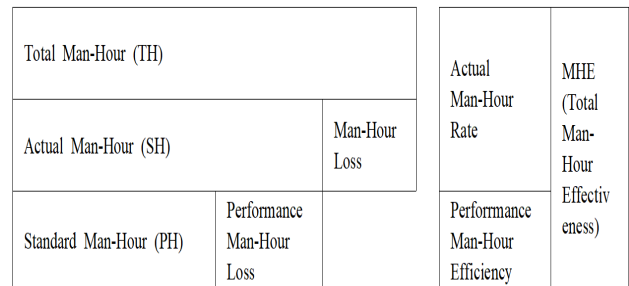 Total Man-Hour (TH)
Actual Man-Hour (SH)
Man-Hour
Loss
Standard Man-Hour (PH)
Performance
Man-Hour
Loss
Actual
Man-Hour
Rate
Perforrmance
Man-Hour
Efficiency
MHE
(Total
Man-
Hour
Effectiv
eness)